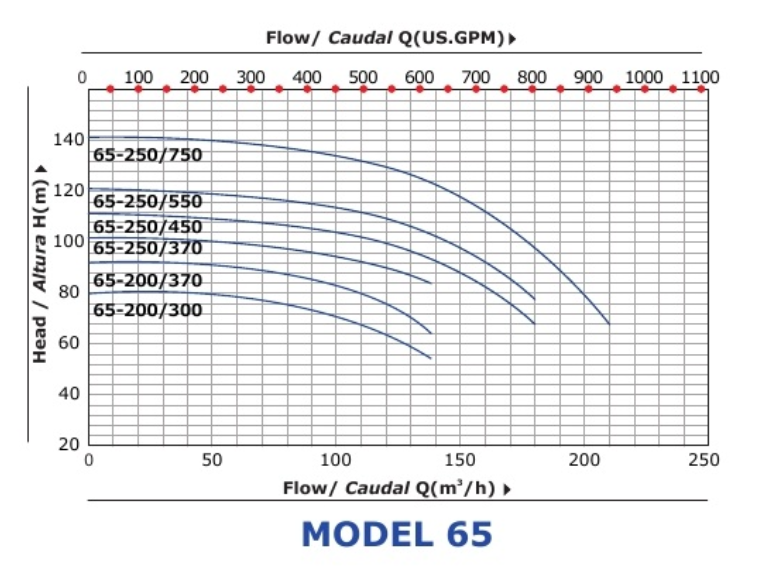 Flow/ Caudal Q(US.GPM)
0 100 200 300 400 500 600 700 800 900 1000 1100
Head / Altura H(m)
140
120
100
80
60
40
20
65-250/750
65-250/550
65-250/450
65-250/370
65-200/370
65-200/300
0 50 100 150 200 250
Flow/ Caudal Q(m³/h)
MODEL 65